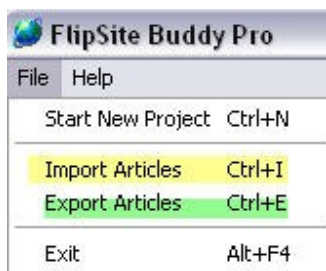 FlipSite Buddy Pro
File Help
Start New Project Ctrl+N
Import Articles Ctrl+I
Export Articles Ctrl+E
Exit Alt+F4